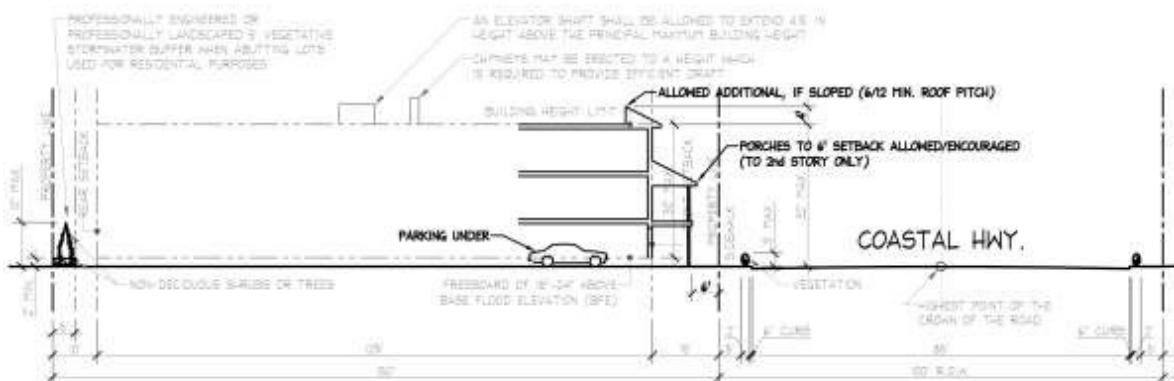 PROFESSIONALLY ENGINEERED OR
PROFESSIONALLY LANDSCAPED 5' VEGETATIVE
STORMWATER BUFFER WHEN ABUTTING LOTS
USED FOR RESIDENTIAL PURPOSES
AN ELEVATOR SHAFT SHALL BE ALLOWED TO EXTEND
HEIGHT ABOVE THE PRINCIPAL MAXIMUM BUILDING HEIGHT
CHIMNEYS MAY BE ERECTED TO A HEIGHT WHICH
IS REQUIRED TO PROVIDE EFFICIENT DRAFT
BUILDING HEIGHT LIMIT
ALLOWED ADDITIONAL, IF SLOPED (6/12 MIN. ROOF PITCH)
PORCHES TO 6' SETBACK ALLOWED/ENCOURAGED
(TO 2nd STORY ONLY)
PROPERTY LINE
REAR SETBACK
PARKING UNDER
COASTAL HWY.
NON-DECIDUOUS SHRUBS OR TREES
FREEBOARD OF 16"-24" ABOVE
BASE FLOOD ELEVATION (BFE)
6'
VEGETATION
HIGHEST POINT OF THE
CROWN OF THE ROAD
6" CURB
6" CURB